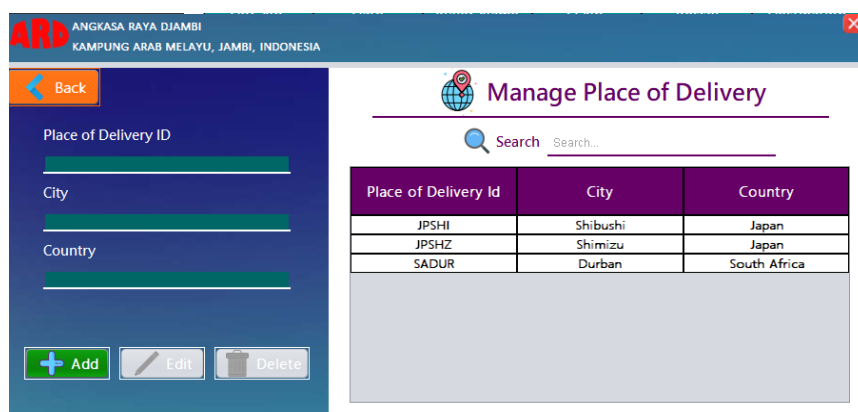 ARD
ANGKASA RAYA DJAMBI
KAMPUNG ARAB MELAYU, JAMBI, INDONESIA
Back
Place of Delivery ID
City
Country
Add Edit Delete
Manage Place of Delivery
Search Search...
Place of Delivery Id City Country
JPSHI Shibushi Japan
JPSHZ Shimizu Japan
SADUR Durban South Africa